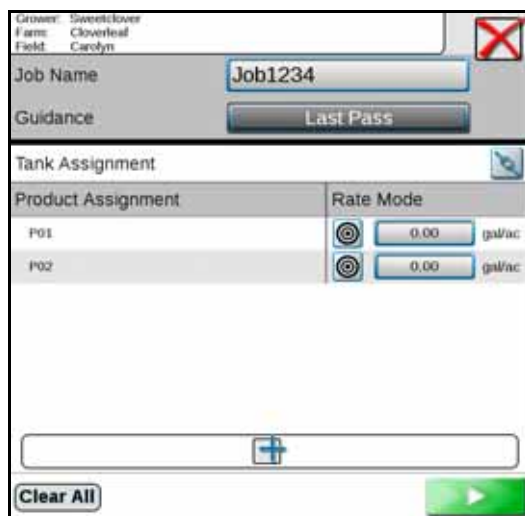 Grower: Sweetclover
Farm: Cloverleaf
Field: Carolyn
Job Name Job1234
Guidance Last Pass
Tank Assignment
Product Assignment Rate Mode
P01 0.00 gal/ac
P02 0.00 gal/ac
Clear All